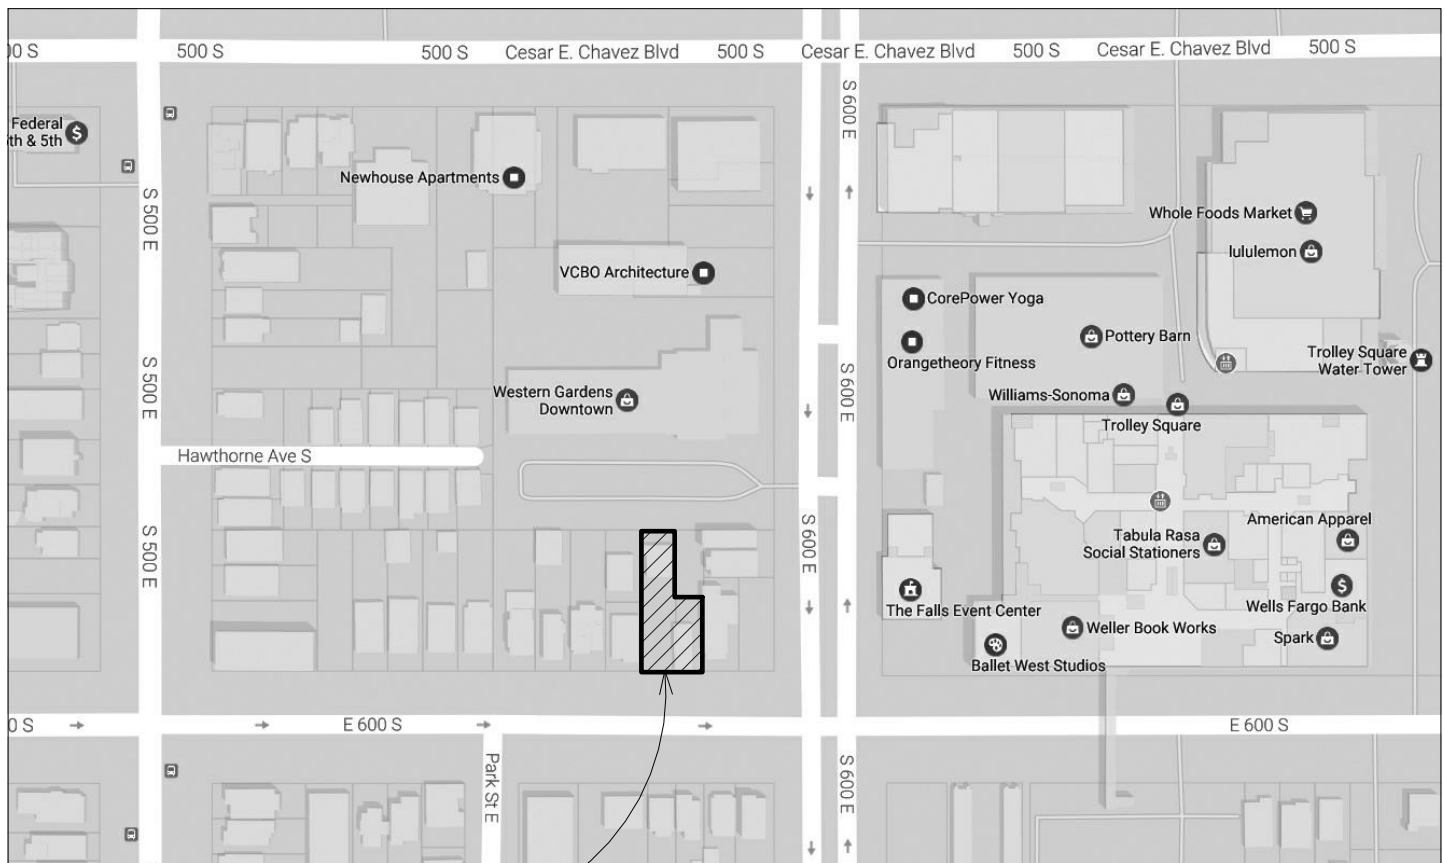 00 S
500 S
500 S
Cesar E. Chavez Blvd
500 S
Cesar E. Chavez Blvd
500 S
Cesar E. Chavez Blvd
500 S
Federal
5th & 5th
S 500 E
S 600 E
Newhouse Apartments
Whole Foods Market
lululemon
VCBO Architecture
CorePower Yoga
Pottery Barn
Orangetheory Fitness
Trolley Square
Water Tower
S 500 E
S 600 E
Western Gardens
Downtown
Williams-Sonoma
Trolley Square
Hawthorne Ave S
S 500 E
S 600 E
American Apparel
Tabula Rasa
Social Stationers
The Falls Event Center
Wells Fargo Bank
Weller Book Works
Spark
Ballet West Studios
0 S
E 600 S
E 600 S
Park St E
S 600 E